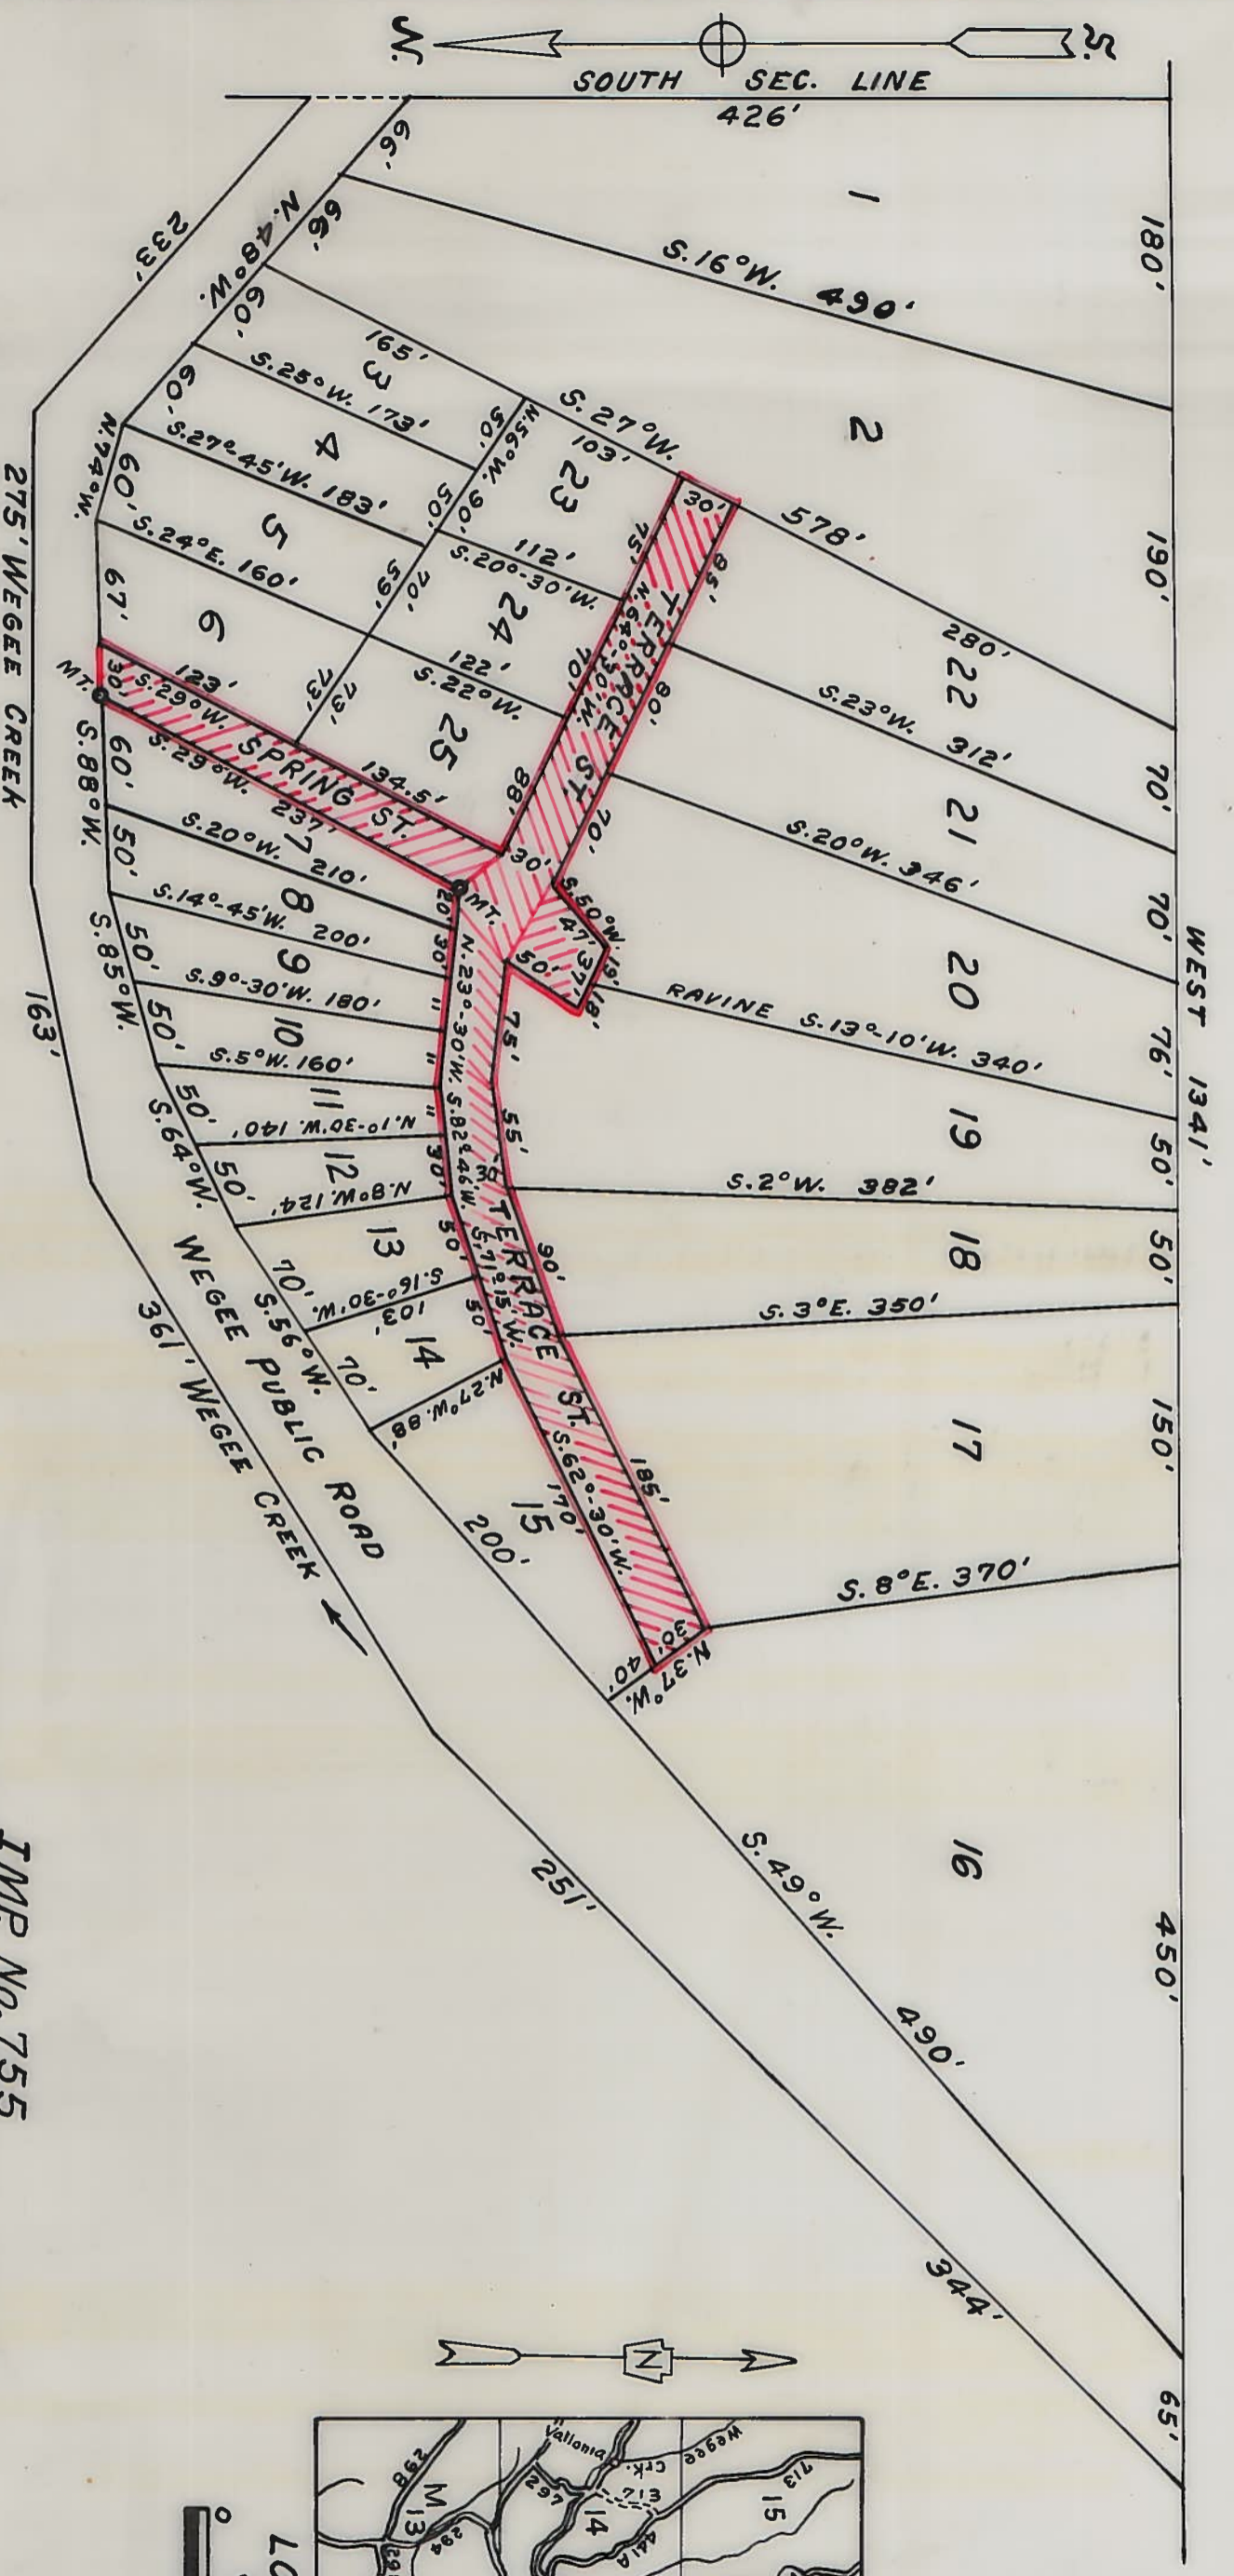 N.
S.
SOUTH SEC. LINE
426'
WEST 1341'
180'
190'
70'
70'
76'
50'
50'
150'
450'
65'
1
S.16°W. 490'
2
S.27°W. 578'
280'
22
S.23°W. 312'
21
S.20°W. 346'
20
RAVINE S.13°-10'W. 340'
19
S.2°W. 382'
18
S.3°E. 350'
17
S.8°E. 370'
16
66'
66'
N.48°W.
60'
60'
N.74°W.
60'
67'
30'
MT.
165'
3
S.25°W. 173'
4
S.27°-45'W. 183'
5
S.24°E. 160'
6
123'
S.29°W.
SPRING ST.
S.29°W. 237'
134.5'
50'
N.56°W. 90'
50'
70'
59'
73'
73'
103'
23
112'
S.20°-30'W.
24
122'
S.22°W.
25
30'
75'
N.64°-30'W.
70'
88'
85'
80'
70'
TERRACE ST.
30'
S.50°W.
47'
37'
19'
18'
50'
MT.
20'
30'
"
"
"
30'
N.23°-30'W.
S.82°-46'W.
75'
55'
30'
90'
50'
S.71°15'W.
50'
TERRACE ST.
185'
S.62°-30'W.
170'
30'
N.37°W.
40'
S.88°W.
60'
7
S.20°W. 210'
50'
8
S.14°-45'W. 200'
S.85°W.
50'
9
S.9°-30'W. 180'
50'
10
S.5°W. 160'
50'
11
N.1°-30'W. 140'
S.64°W.
50'
12
N.8°W. 124'
70'
13
S.16°-30'W.
103'
S.56°W.
70'
14
N.27°W. 88'
15
200'
S.49°W. 490'
WEGEE PUBLIC ROAD
233'
275' WEGEE CREEK
163'
361' WEGEE CREEK
251'
344'
IMP. No. 755
N
Vallonia
Wegee
Crk.
713
713
15
14
297
298
M
13
284
441A
LO
0